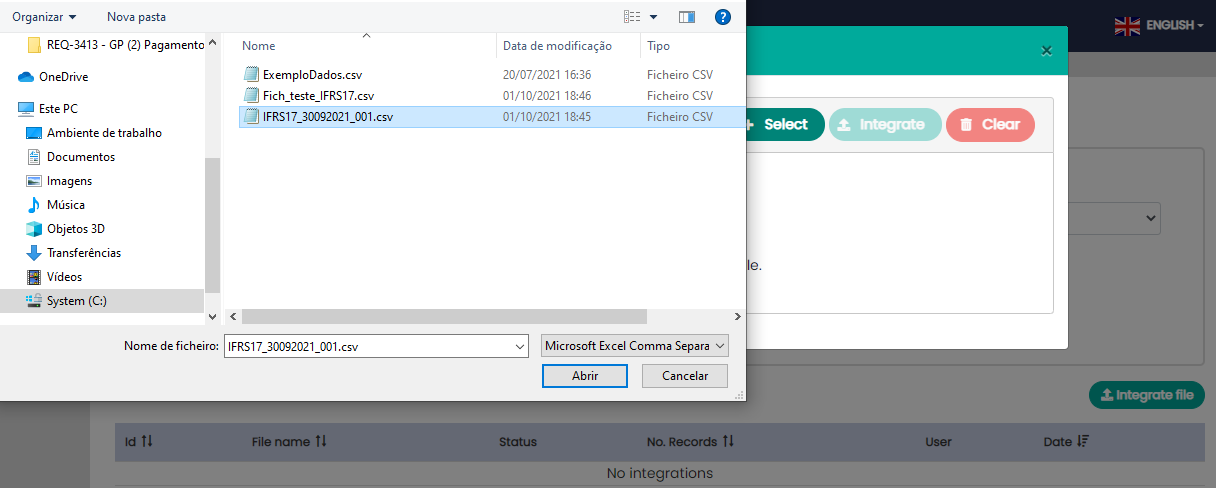 Organizar Nova pasta
REQ-3413 - GP (2) Pagamento
OneDrive
Este PC
Ambiente de trabalho
Documentos
Imagens
Música
Objetos 3D
Transferências
Vídeos
System (C:)
Nome Data de modificação Tipo
ExemploDados.csv 20/07/2021 16:36 Ficheiro CSV
Fich_teste_IFRS17.csv 01/10/2021 18:46 Ficheiro CSV
IFRS17_30092021_001.csv 01/10/2021 18:45 Ficheiro CSV
Nome de ficheiro: IFRS17_30092021_001.csv Microsoft Excel Comma Separa
Abrir Cancelar
ENGLISH
×
+ Select Integrate Clear
le.
Integrate file
Id File name Status No. Records User Date
No integrations